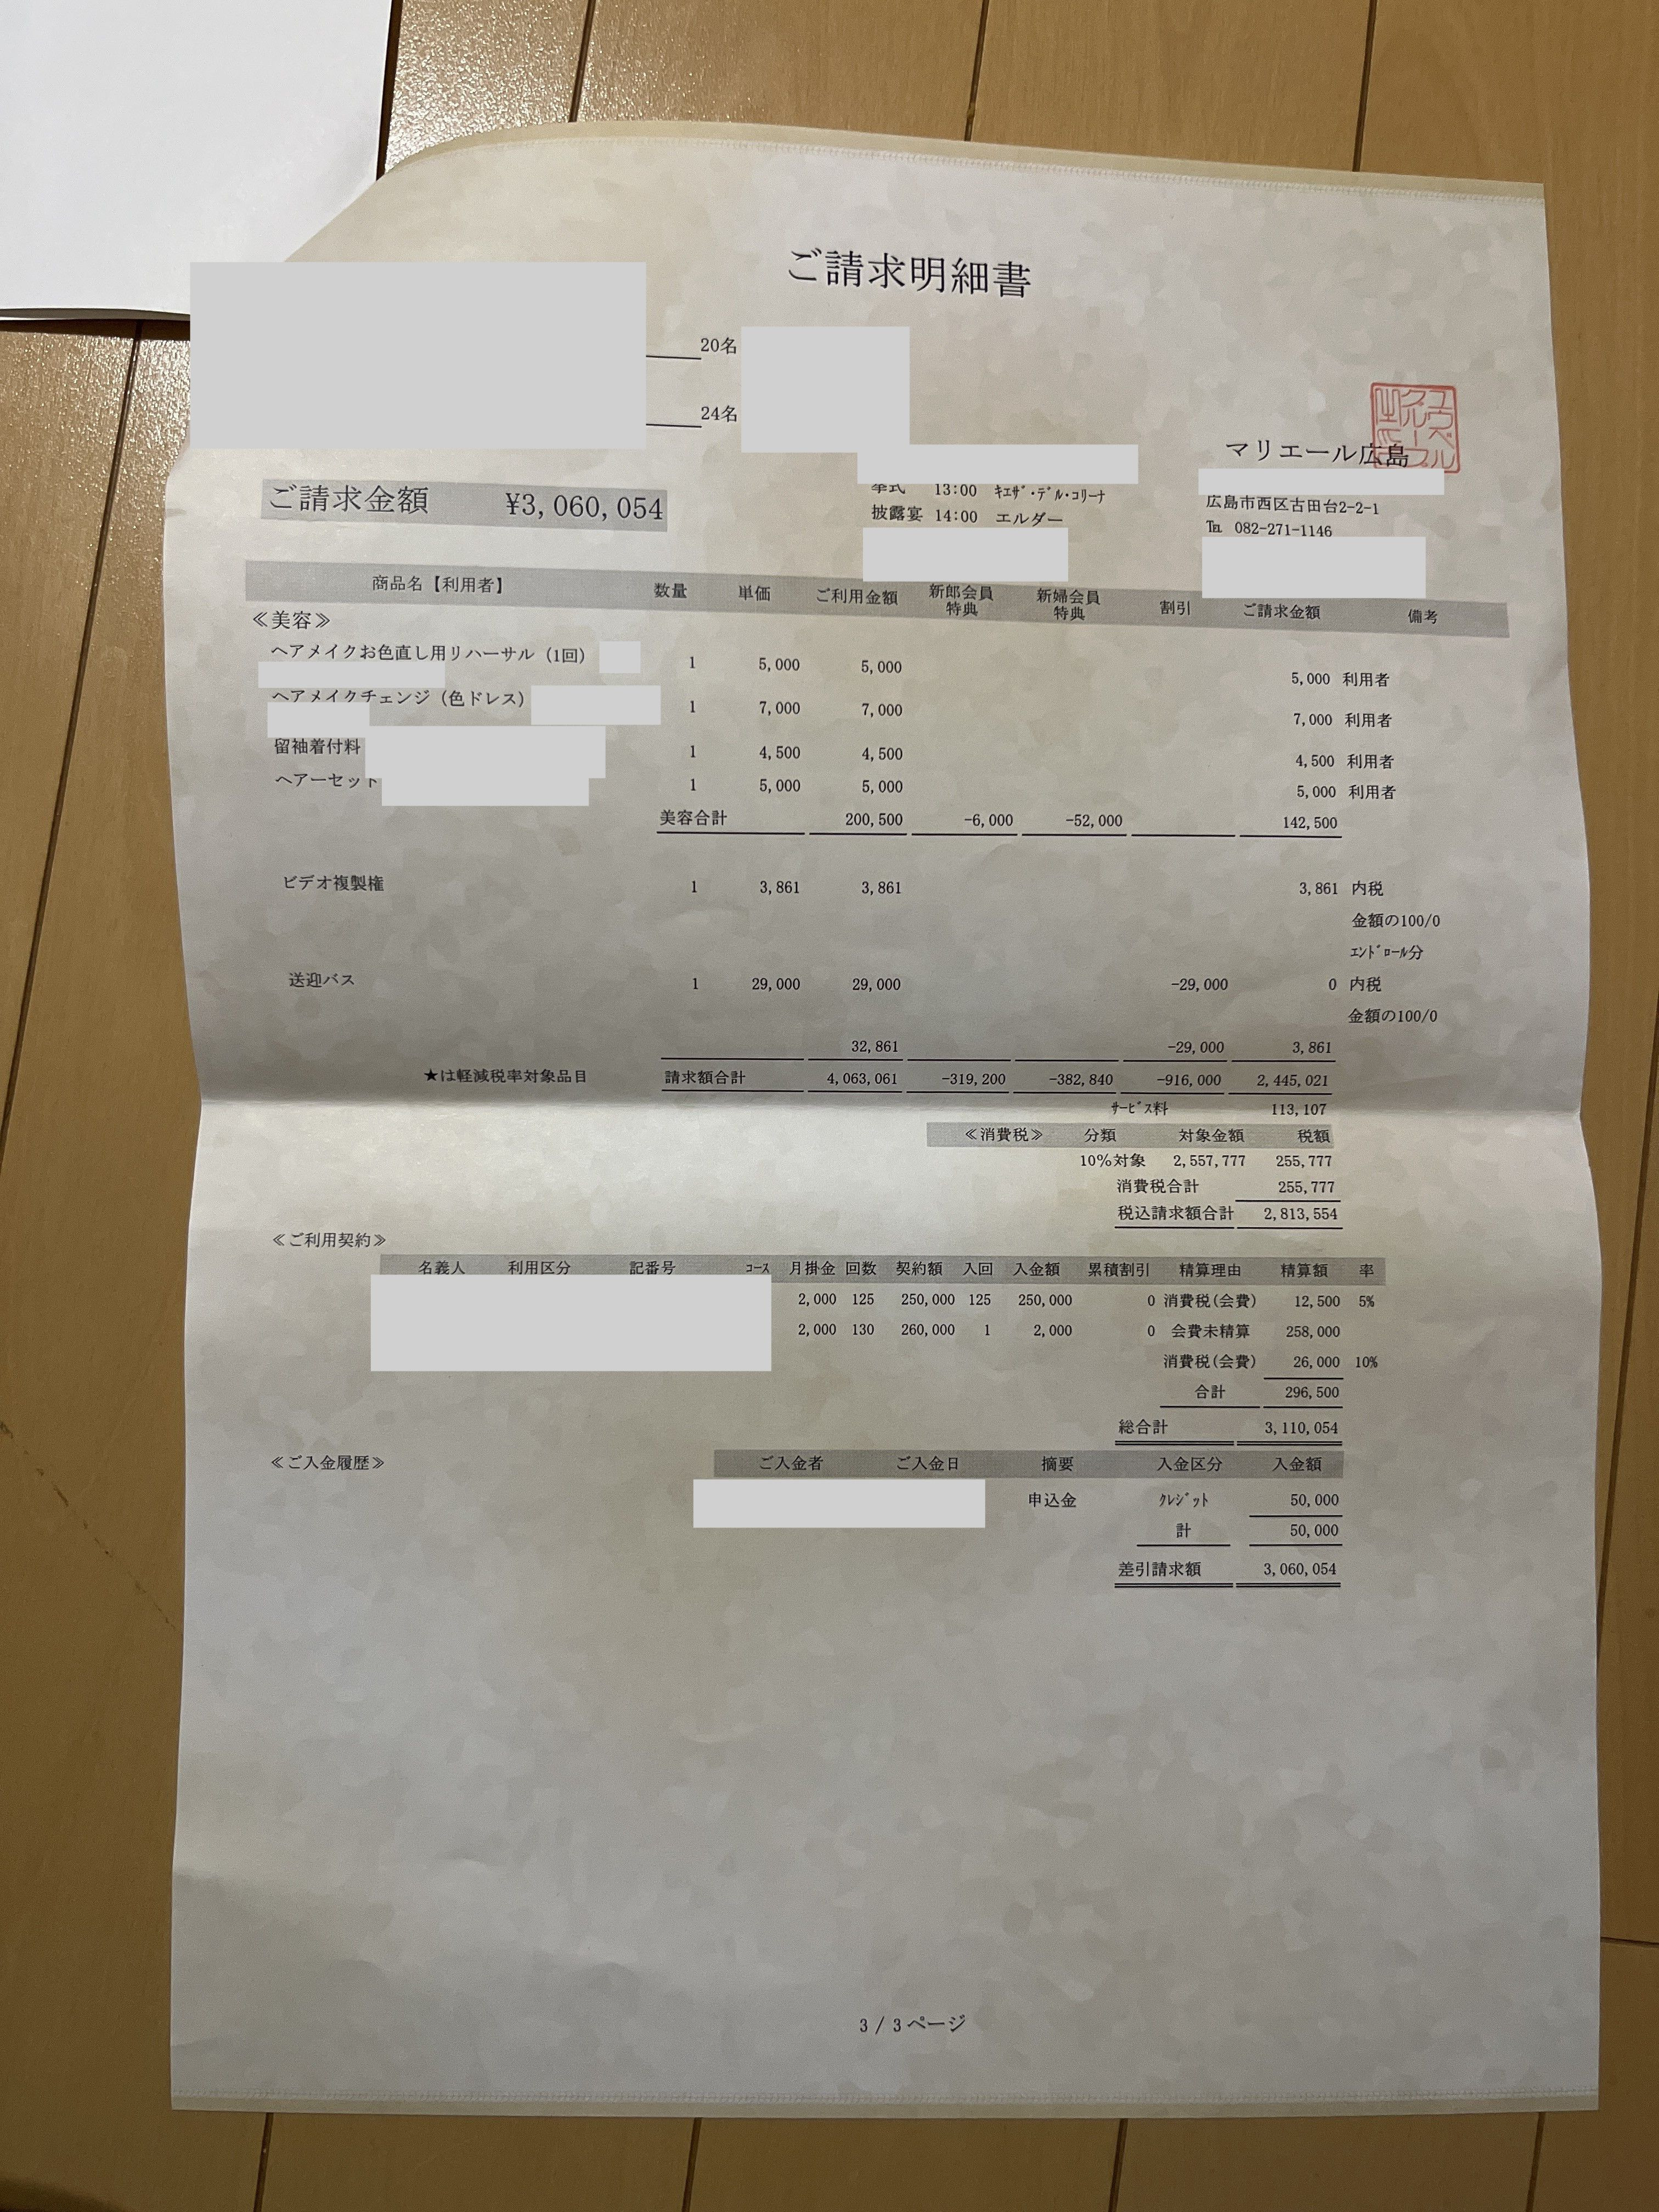 ご請求明細書
20名
24名
マリエール広島
ユウベルグループ
挙式 13:00 ｷｴｻﾞ･ﾃﾞﾙ･ｺﾘｰﾅ
広島市西区古田台2-2-1
披露宴 14:00 エルダー
℡ 082-271-1146
ご請求金額 ¥3,060,054
商品名【利用者】 数量 単価 ご利用金額 新郎会員特典 新婦会員特典 割引 ご請求金額 備考
≪美容≫
ヘアメイクお色直し用リハーサル（1回） 1 5,000 5,000 5,000 利用者
ヘアメイクチェンジ（色ドレス） 1 7,000 7,000 7,000 利用者
留袖着付料 1 4,500 4,500 4,500 利用者
ヘアーセット 1 5,000 5,000 5,000 利用者
美容合計 200,500 -6,000 -52,000 142,500
ビデオ複製権 1 3,861 3,861 3,861 内税
金額の100/0
ｴﾝﾄﾞﾛｰﾙ分
送迎バス 1 29,000 29,000 -29,000 0 内税
金額の100/0
32,861 -29,000 3,861
★は軽減税率対象品目 請求額合計 4,063,061 -319,200 -382,840 -916,000 2,445,021
ｻｰﾋﾞｽ料 113,107
≪消費税≫ 分類 対象金額 税額
10%対象 2,557,777 255,777
消費税合計 255,777
税込請求額合計 2,813,554
≪ご利用契約≫
名義人 利用区分 記番号 ｺｰｽ 月掛金 回数 契約額 入回 入金額 累積割引 精算理由 精算額 率
2,000 125 250,000 125 250,000 0 消費税(会費) 12,500 5%
2,000 130 260,000 1 2,000 0 会費未精算 258,000
消費税(会費) 26,000 10%
合計 296,500
総合計 3,110,054
≪ご入金履歴≫
ご入金者 ご入金日 摘要 入金区分 入金額
申込金 ｸﾚｼﾞｯﾄ 50,000
計 50,000
差引請求額 3,060,054
3 / 3ページ